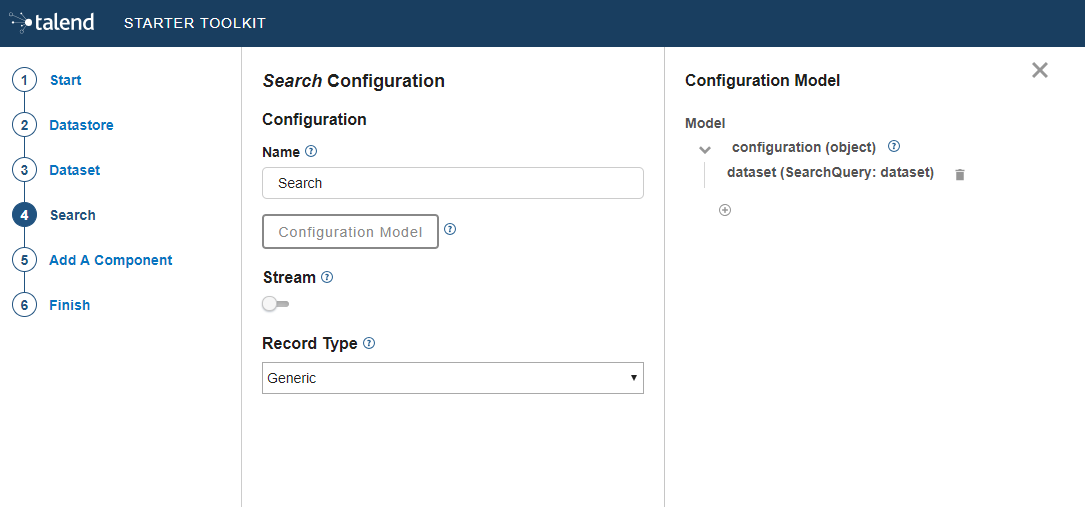 talend STARTER TOOLKIT
1 Start
2 Datastore
3 Dataset
4 Search
5 Add A Component
6 Finish
Search Configuration
Configuration
Name ?
Search
Configuration Model ?
Stream ?
Record Type ?
Generic
Configuration Model
Model
configuration (object) ?
dataset (SearchQuery: dataset)